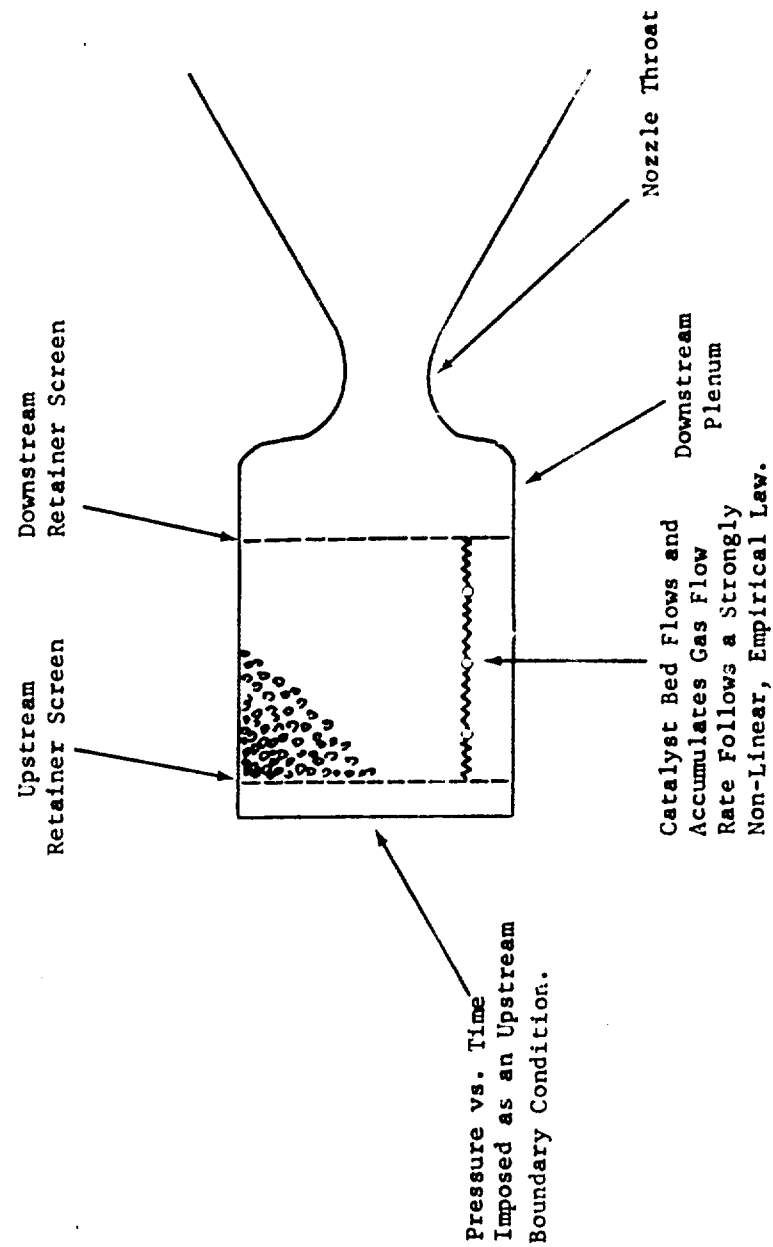 Upstream
Retainer Screen
Downstream
Retainer Screen
Pressure vs. Time
Imposed as an Upstream
Boundary Condition.
Catalyst Bed Flows and
Accumulates Gas Flow
Rate Follows a Strongly
Non-Linear, Empirical Law.
Downstream
Plenum
Nozzle Throat